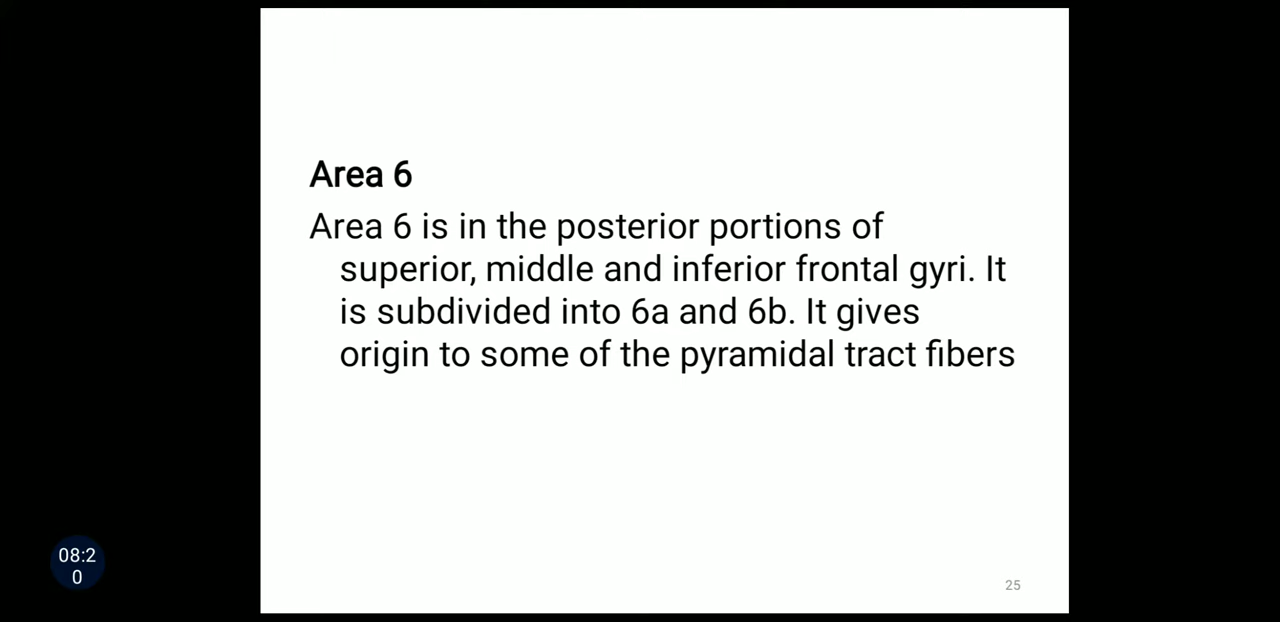 Area 6
Area 6 is in the posterior portions of
superior, middle and inferior frontal gyri. It
is subdivided into 6a and 6b. It gives
origin to some of the pyramidal tract fibers
08:2
0
25